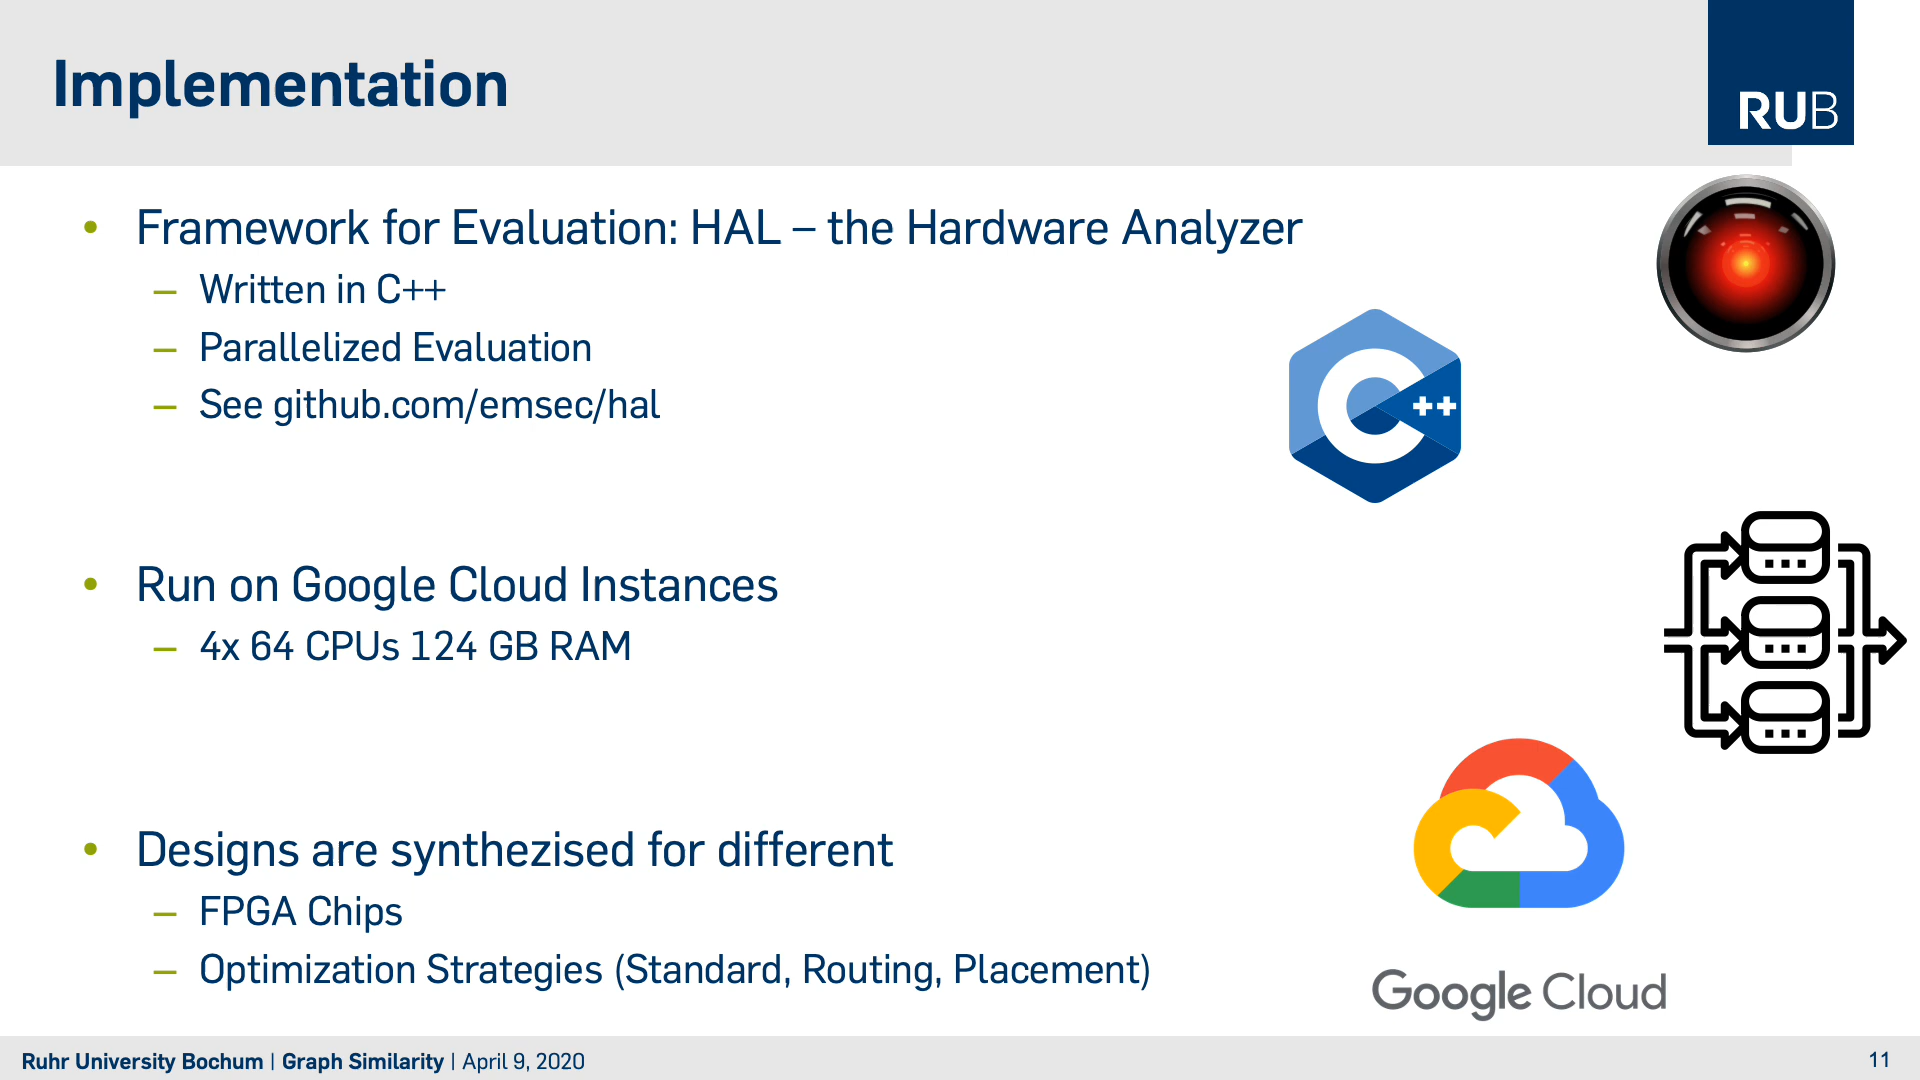 Implementation
RUB
• Framework for Evaluation: HAL – the Hardware Analyzer
– Written in C++
– Parallelized Evaluation
– See github.com/emsec/hal
C++
• Run on Google Cloud Instances
– 4x 64 CPUs 124 GB RAM
• Designs are synthezised for different
– FPGA Chips
– Optimization Strategies (Standard, Routing, Placement)
Google Cloud
Ruhr University Bochum | Graph Similarity | April 9, 2020
11